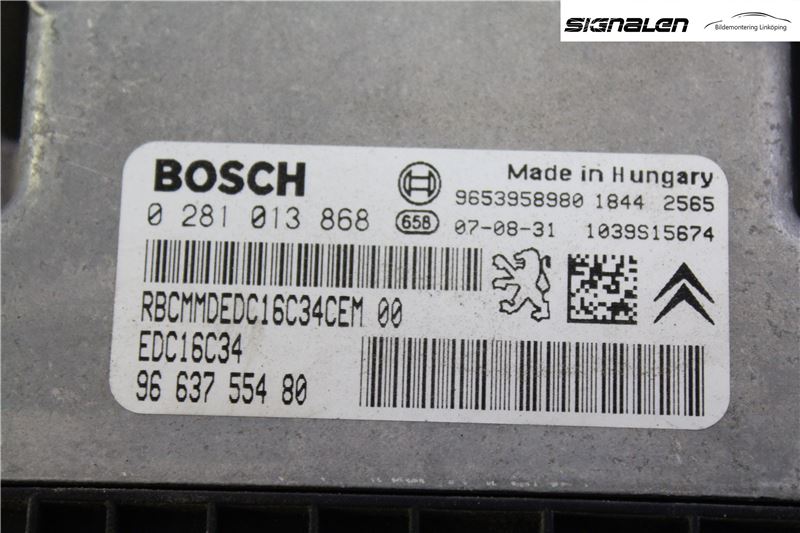 SIGNALEN
Bildemontering Linköping
BOSCH
Made in Hungary
9653958980 1844 2565
0 281 013 868
658
07-08-31 1039S15674
RBCMMDEDC16C34CEM 00
EDC16C34
96 637 554 80